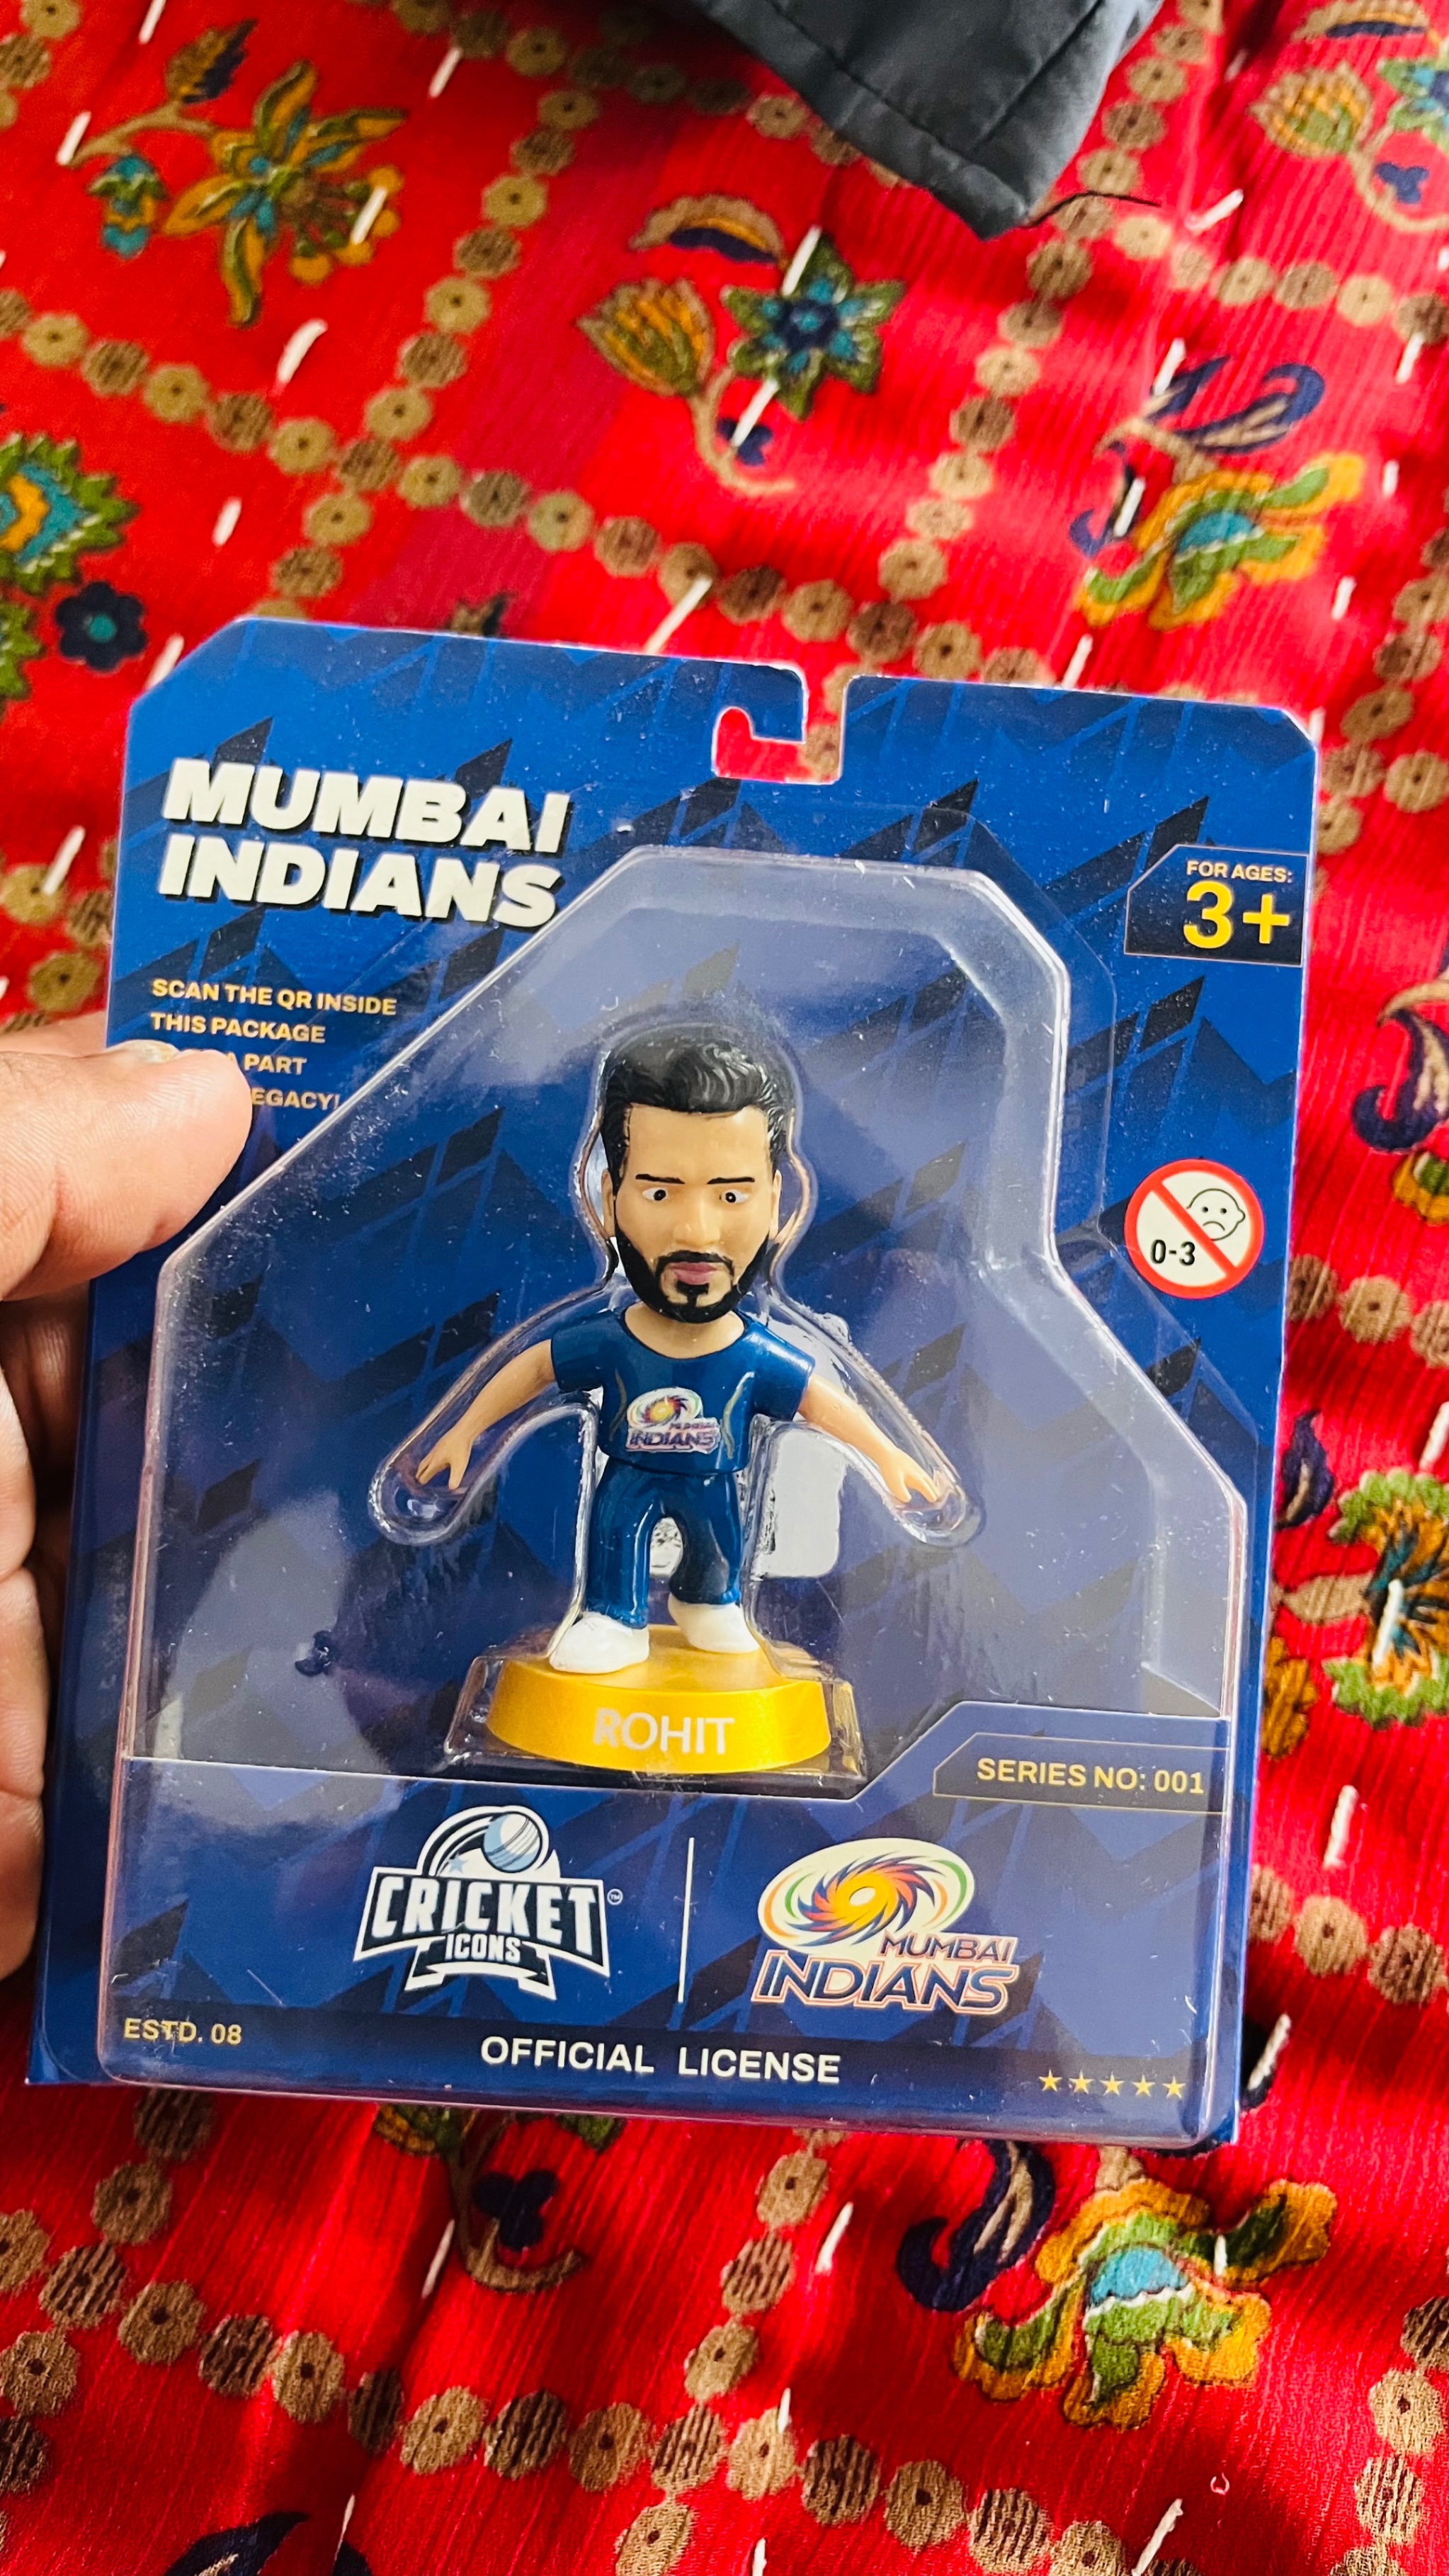 MUMBAI
INDIANS
FOR AGES:
3+
SCAN THE QR INSIDE
THIS PACKAGE
A PART
0-3
MUMBAI
INDIANS
ROHIT
SERIES NO: 001
CRICKET™
ICONS
MUMBAI
INDIANS
ESTD. 08
OFFICIAL LICENSE